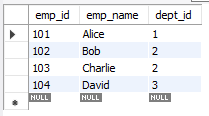 emp_id emp_name dept_id
101 Alice 1
102 Bob 2
103 Charlie 2
104 David 3
NULL NULL NULL